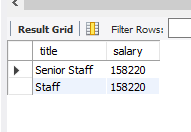 Result Grid Filter Rows:
title salary
Senior Staff 158220
Staff 158220